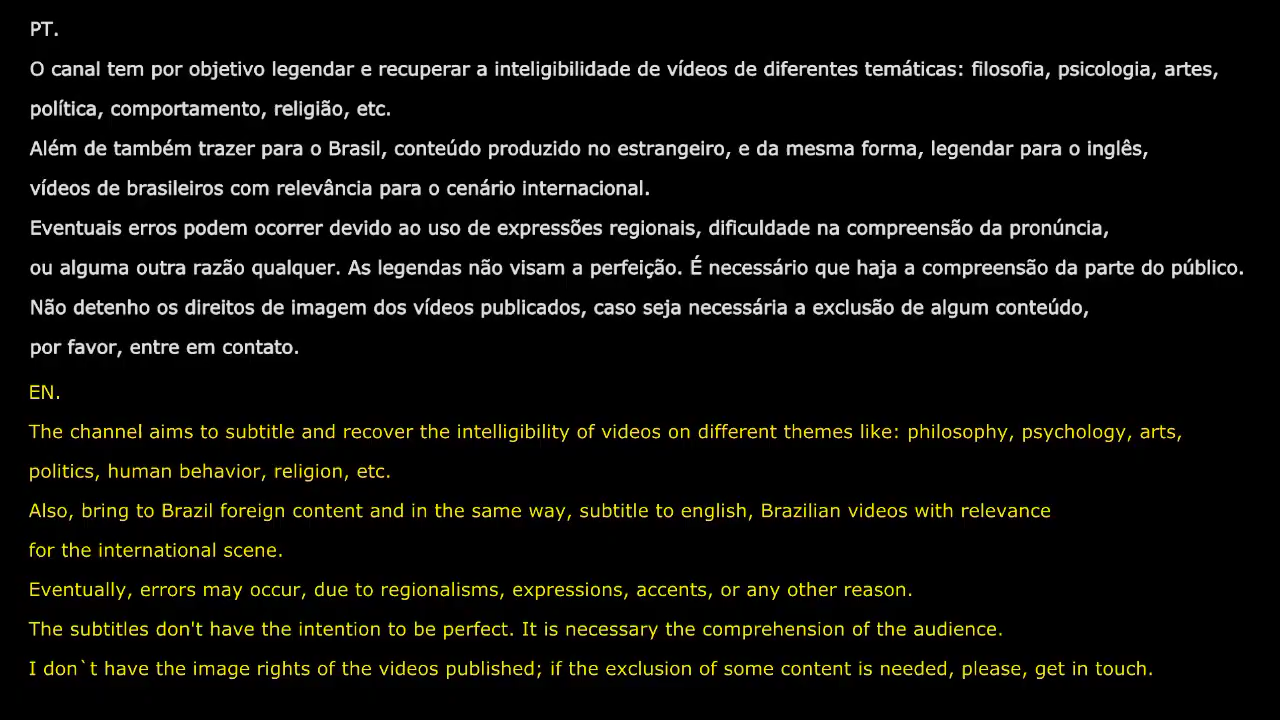 PT.
O canal tem por objetivo legendar e recuperar a inteligibilidade de vídeos de diferentes temáticas: filosofia, psicologia, artes,
política, comportamento, religião, etc.
Além de também trazer para o Brasil, conteúdo produzido no estrangeiro, e da mesma forma, legendar para o inglês,
vídeos de brasileiros com relevância para o cenário internacional.
Eventuais erros podem ocorrer devido ao uso de expressões regionais, dificuldade na compreensão da pronúncia,
ou alguma outra razão qualquer. As legendas não visam a perfeição. É necessário que haja a compreensão da parte do público.
Não detenho os direitos de imagem dos vídeos publicados, caso seja necessária a exclusão de algum conteúdo,
por favor, entre em contato.
EN.
The channel aims to subtitle and recover the intelligibility of videos on different themes like: philosophy, psychology, arts,
politics, human behavior, religion, etc.
Also, bring to Brazil foreign content and in the same way, subtitle to english, Brazilian videos with relevance
for the international scene.
Eventually, errors may occur, due to regionalisms, expressions, accents, or any other reason.
The subtitles don't have the intention to be perfect. It is necessary the comprehension of the audience.
I don`t have the image rights of the videos published; if the exclusion of some content is needed, please, get in touch.